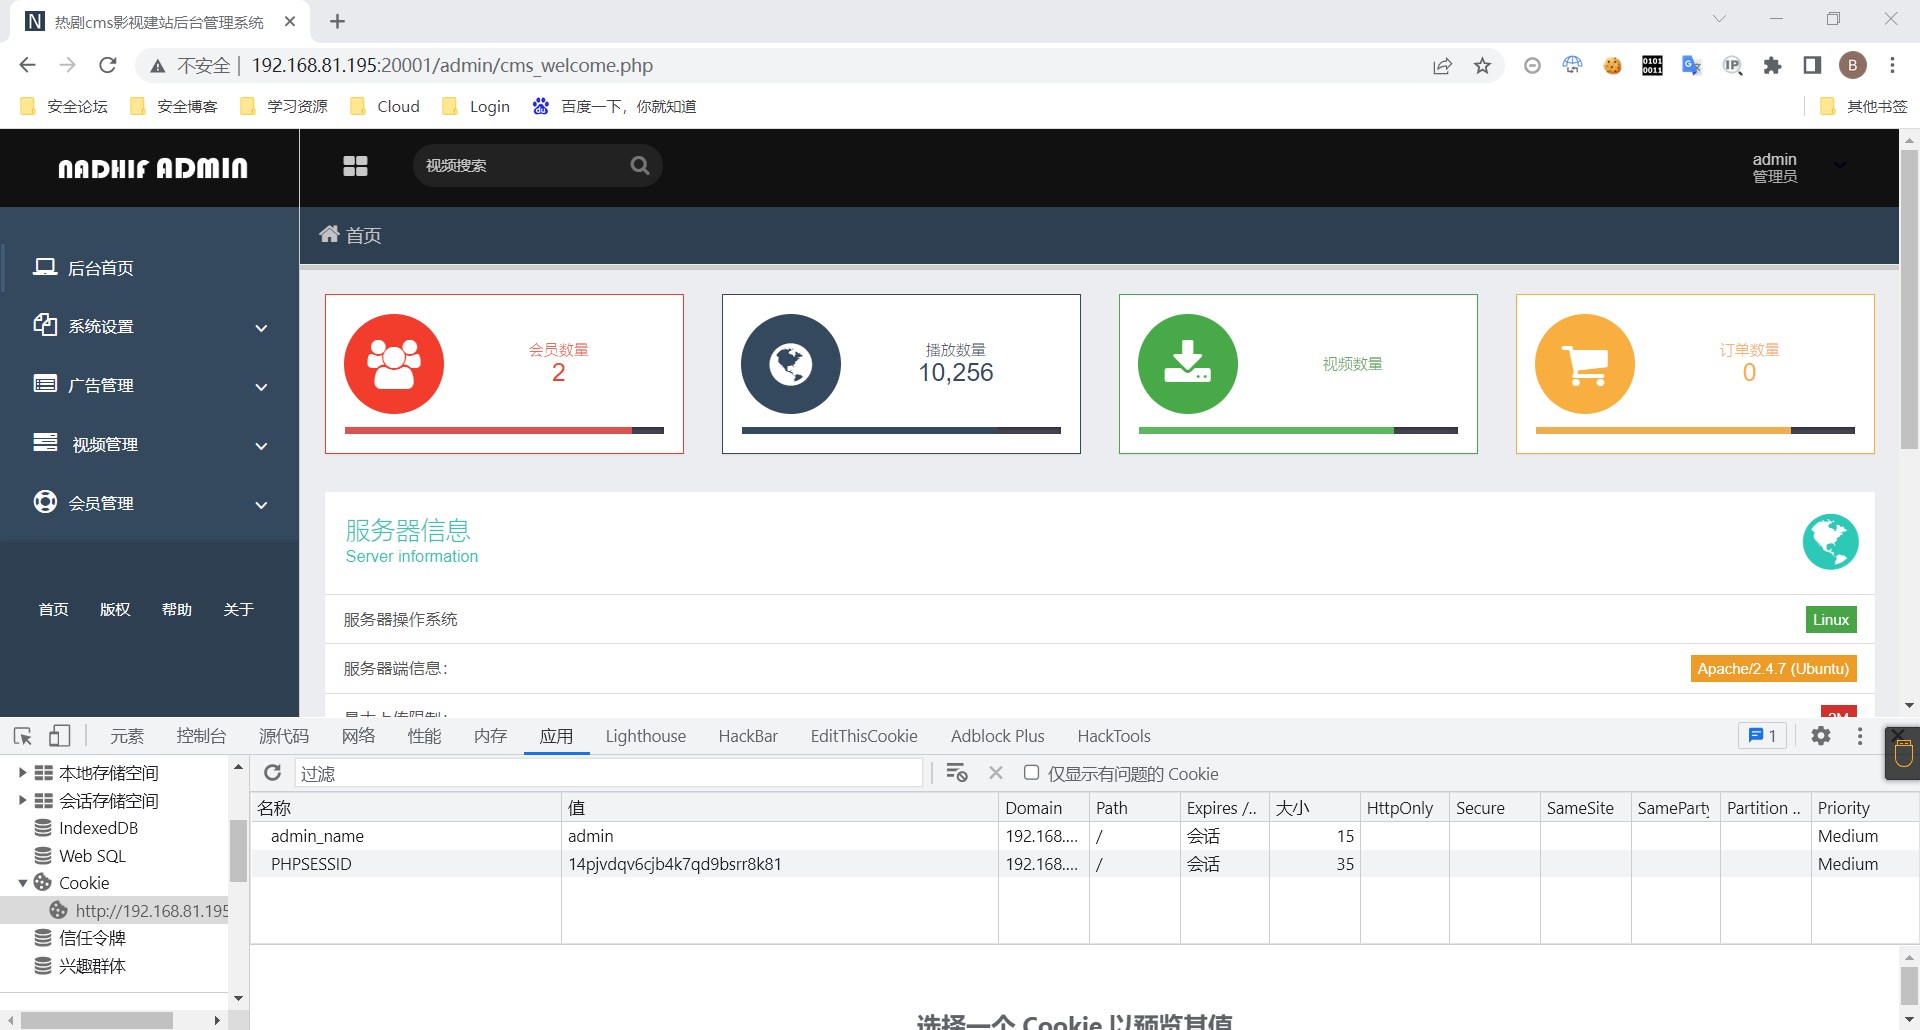 热剧cms影视建站后台管理系统
不安全 192.168.81.195:20001/admin/cms_welcome.php
B
安全论坛 安全博客 学习资源 Cloud Login 百度一下，你就知道 其他书签
NADHIF ADMIN
视频搜索
admin
管理员
首页
后台首页
系统设置
广告管理
视频管理
会员管理
首页 版权 帮助 关于
会员数量
2
播放数量
10,256
视频数量
订单数量
0
服务器信息
Server information
服务器操作系统 Linux
服务器端信息： Apache/2.4.7 (Ubuntu)
最大上传限制： 2M
元素 控制台 源代码 网络 性能 内存 应用 Lighthouse HackBar EditThisCookie Adblock Plus HackTools 1
本地存储空间
会话存储空间
IndexedDB
Web SQL
Cookie
http://192.168.81.195
信任令牌
兴趣群体
过滤 仅显示有问题的 Cookie
名称 值 Domain Path Expires /.. 大小 HttpOnly Secure SameSite SameParty Partition .. Priority
admin_name admin 192.168.... / 会话 15 Medium
PHPSESSID 14pjvdqv6cjb4k7qd9bsrr8k81 192.168.... / 会话 35 Medium
选择一个 Cookie 以预览其值